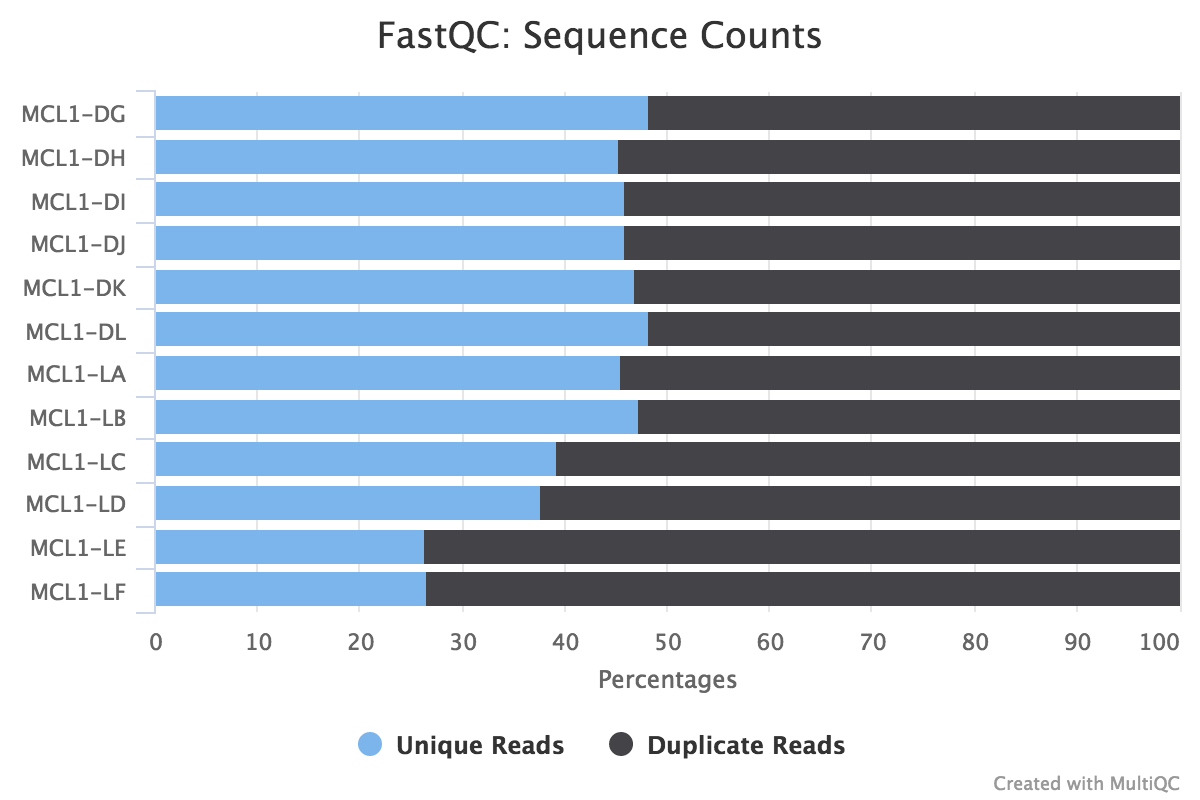 FastQC: Sequence Counts
MCL1-DG
MCL1-DH
MCL1-DI
MCL1-DJ
MCL1-DK
MCL1-DL
MCL1-LA
MCL1-LB
MCL1-LC
MCL1-LD
MCL1-LE
MCL1-LF
0 10 20 30 40 50 60 70 80 90 100
Percentages
Unique Reads Duplicate Reads
Created with MultiQC